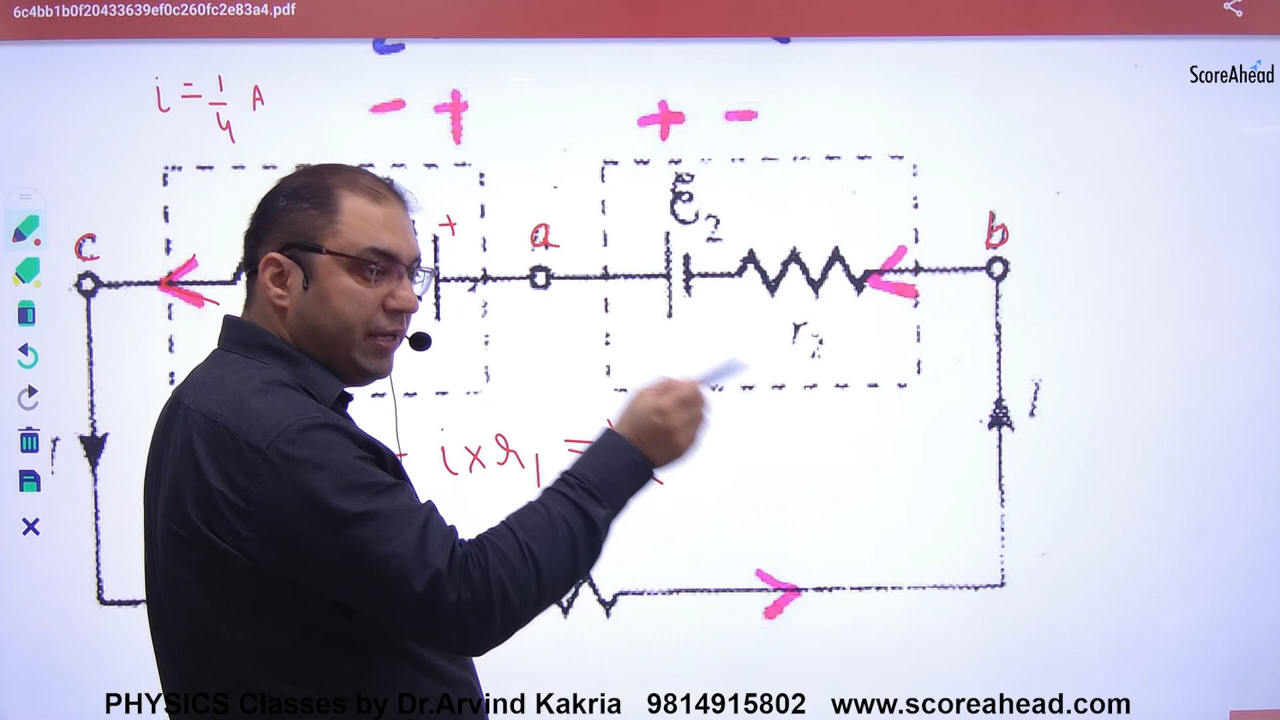 6c4bb1b0f20433639ef0c260fc2e83a4.pdf
ScoreAhead
i = 1/4 A
- + + -
ℰ2
+
c a b
r2
i × r1 =
PHYSICS Classes by Dr.Arvind Kakria 9814915802 www.scoreahead.com